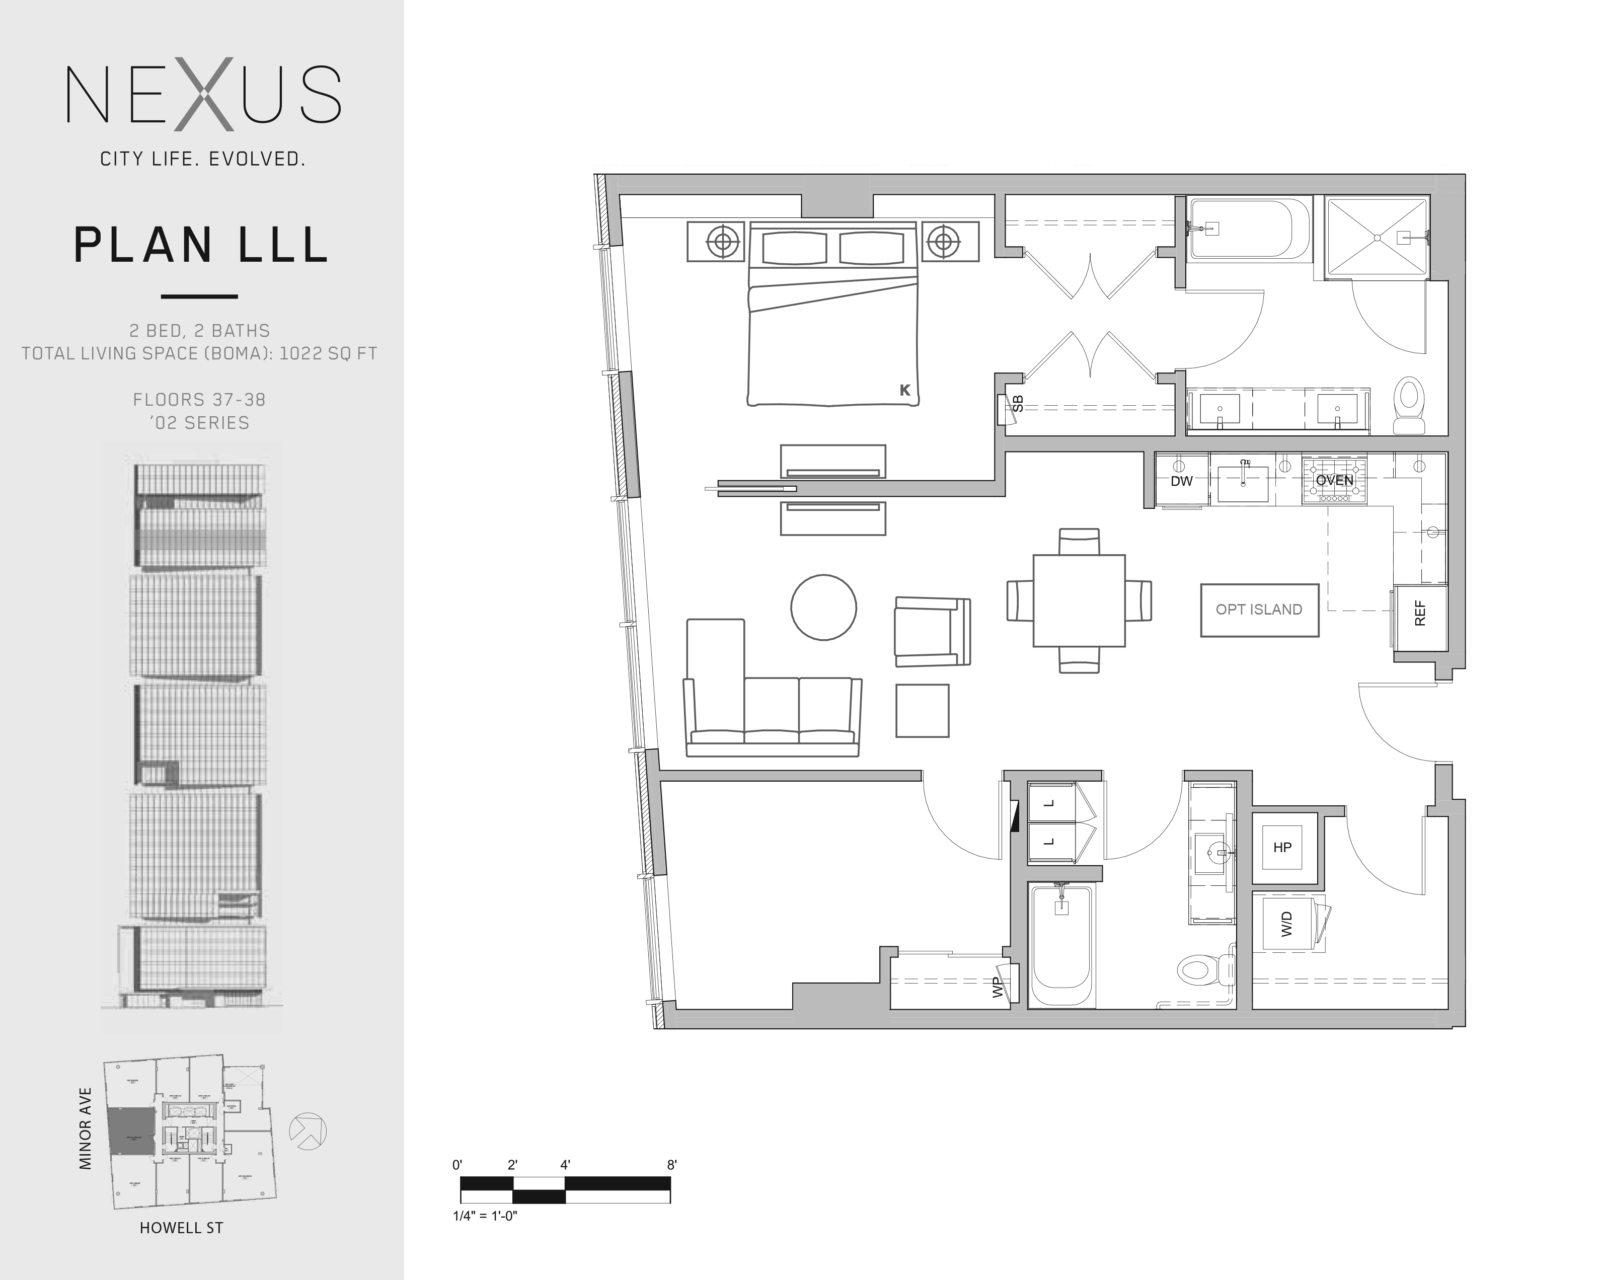 NEXUS
CITY LIFE. EVOLVED.
PLAN LLL
2 BED, 2 BATHS
TOTAL LIVING SPACE (BOMA): 1022 SQ FT
FLOORS 37-38
‘02 SERIES
MINOR AVE
HOWELL ST
K
SB
DW
OVEN
OPT ISLAND
REF
L
L
HP
W/D
WP
0' 2' 4' 8'
1/4" = 1'-0"